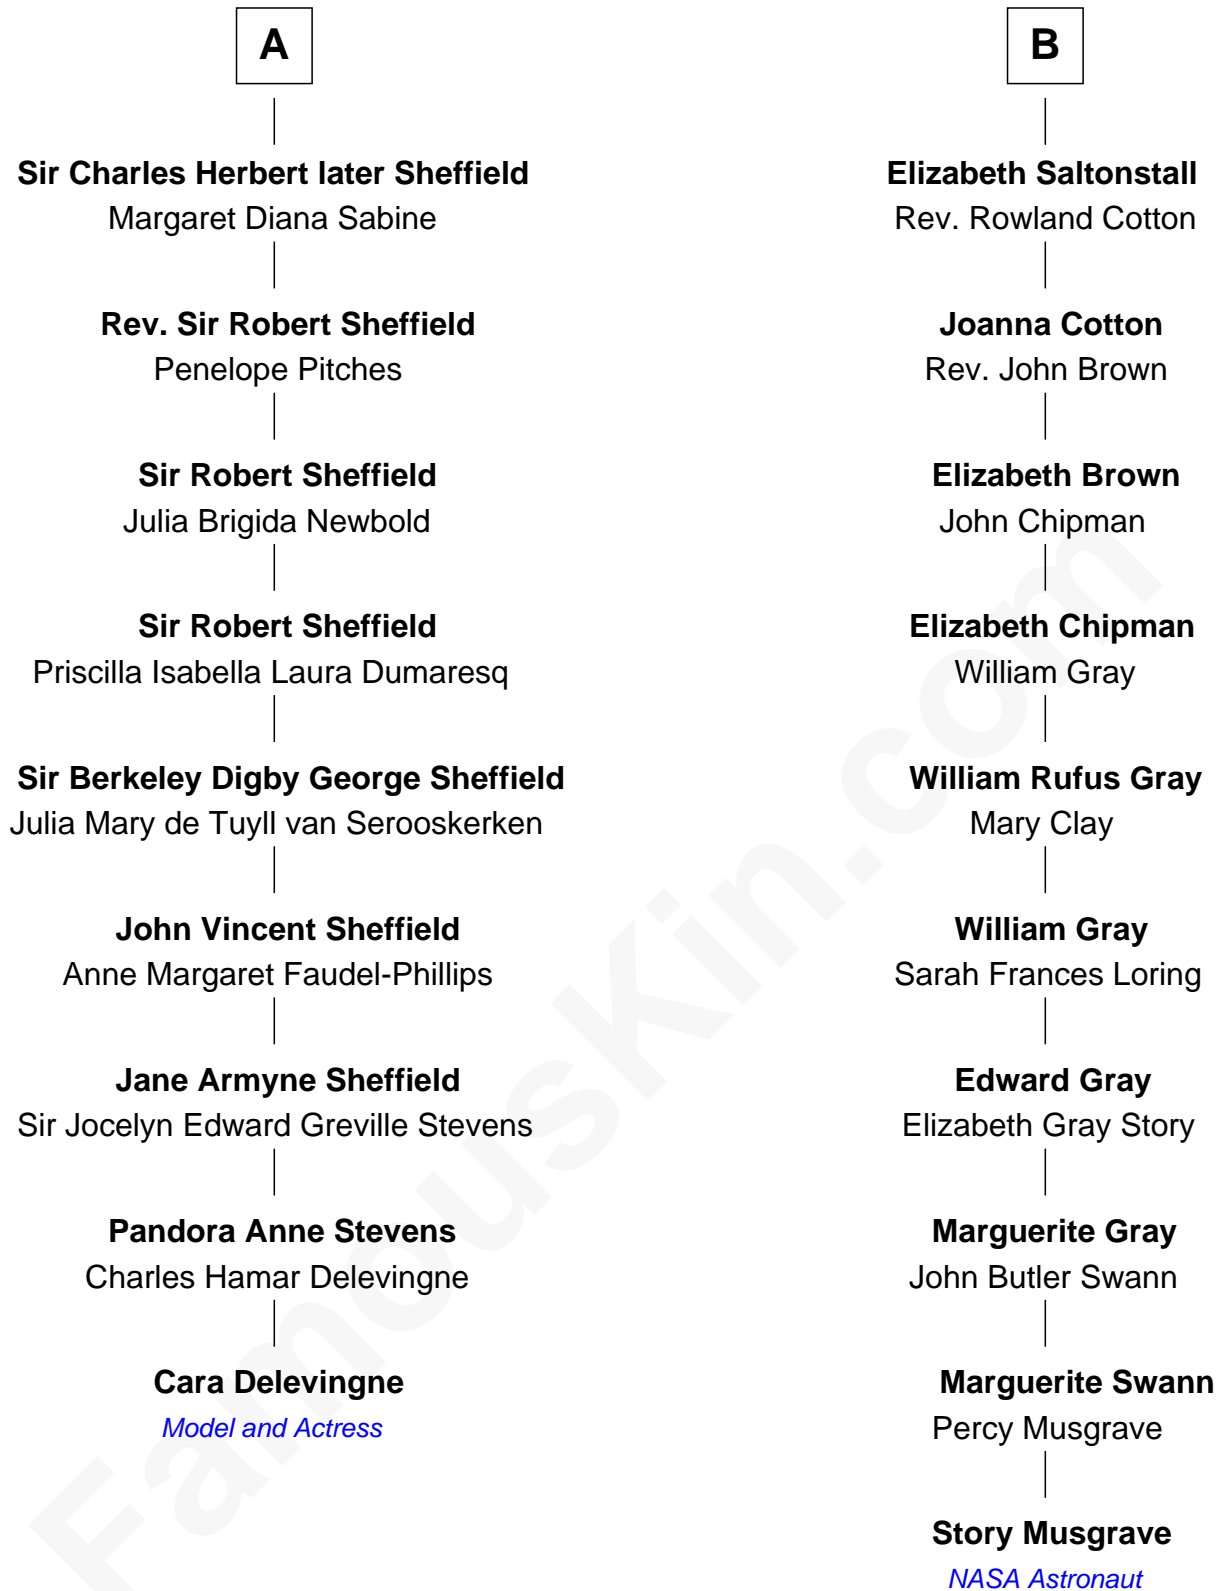 A
Sir Charles Herbert later Sheffield
Margaret Diana Sabine
Rev. Sir Robert Sheffield
Penelope Pitches
Sir Robert Sheffield
Julia Brigida Newbold
Sir Robert Sheffield
Priscilla Isabella Laura Dumaresq
Sir Berkeley Digby George Sheffield
Julia Mary de Tuyll van Serooskerken
John Vincent Sheffield
Anne Margaret Faudel-Phillips
Jane Armyne Sheffield
Sir Jocelyn Edward Greville Stevens
Pandora Anne Stevens
Charles Hamar Delevingne
Cara Delevingne
Model and Actress
B
Elizabeth Saltonstall
Rev. Rowland Cotton
Joanna Cotton
Rev. John Brown
Elizabeth Brown
John Chipman
Elizabeth Chipman
William Gray
William Rufus Gray
Mary Clay
William Gray
Sarah Frances Loring
Edward Gray
Elizabeth Gray Story
Marguerite Gray
John Butler Swann
Marguerite Swann
Percy Musgrave
Story Musgrave
NASA Astronaut
FamousKin.com